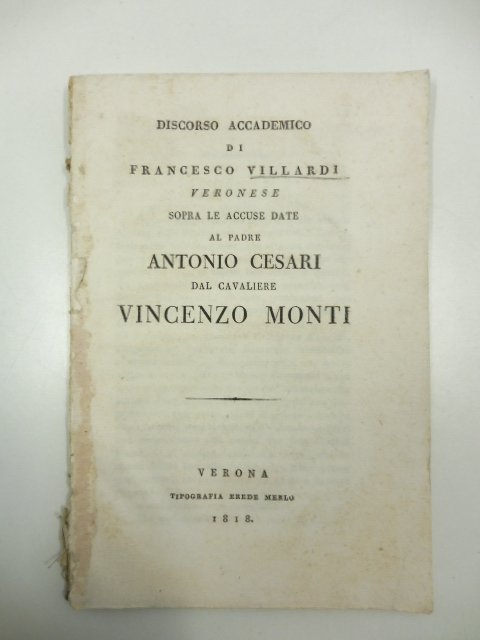 DISCORSO ACCADEMICO
DI
FRANCESCO VILLARDI
VERONESE
SOPRA LE ACCUSE DATE
AL PADRE
ANTONIO CESARI
DAL CAVALIERE
VINCENZO MONTI
VERONA
TIPOGRAFIA EREDE MERLO
1818.